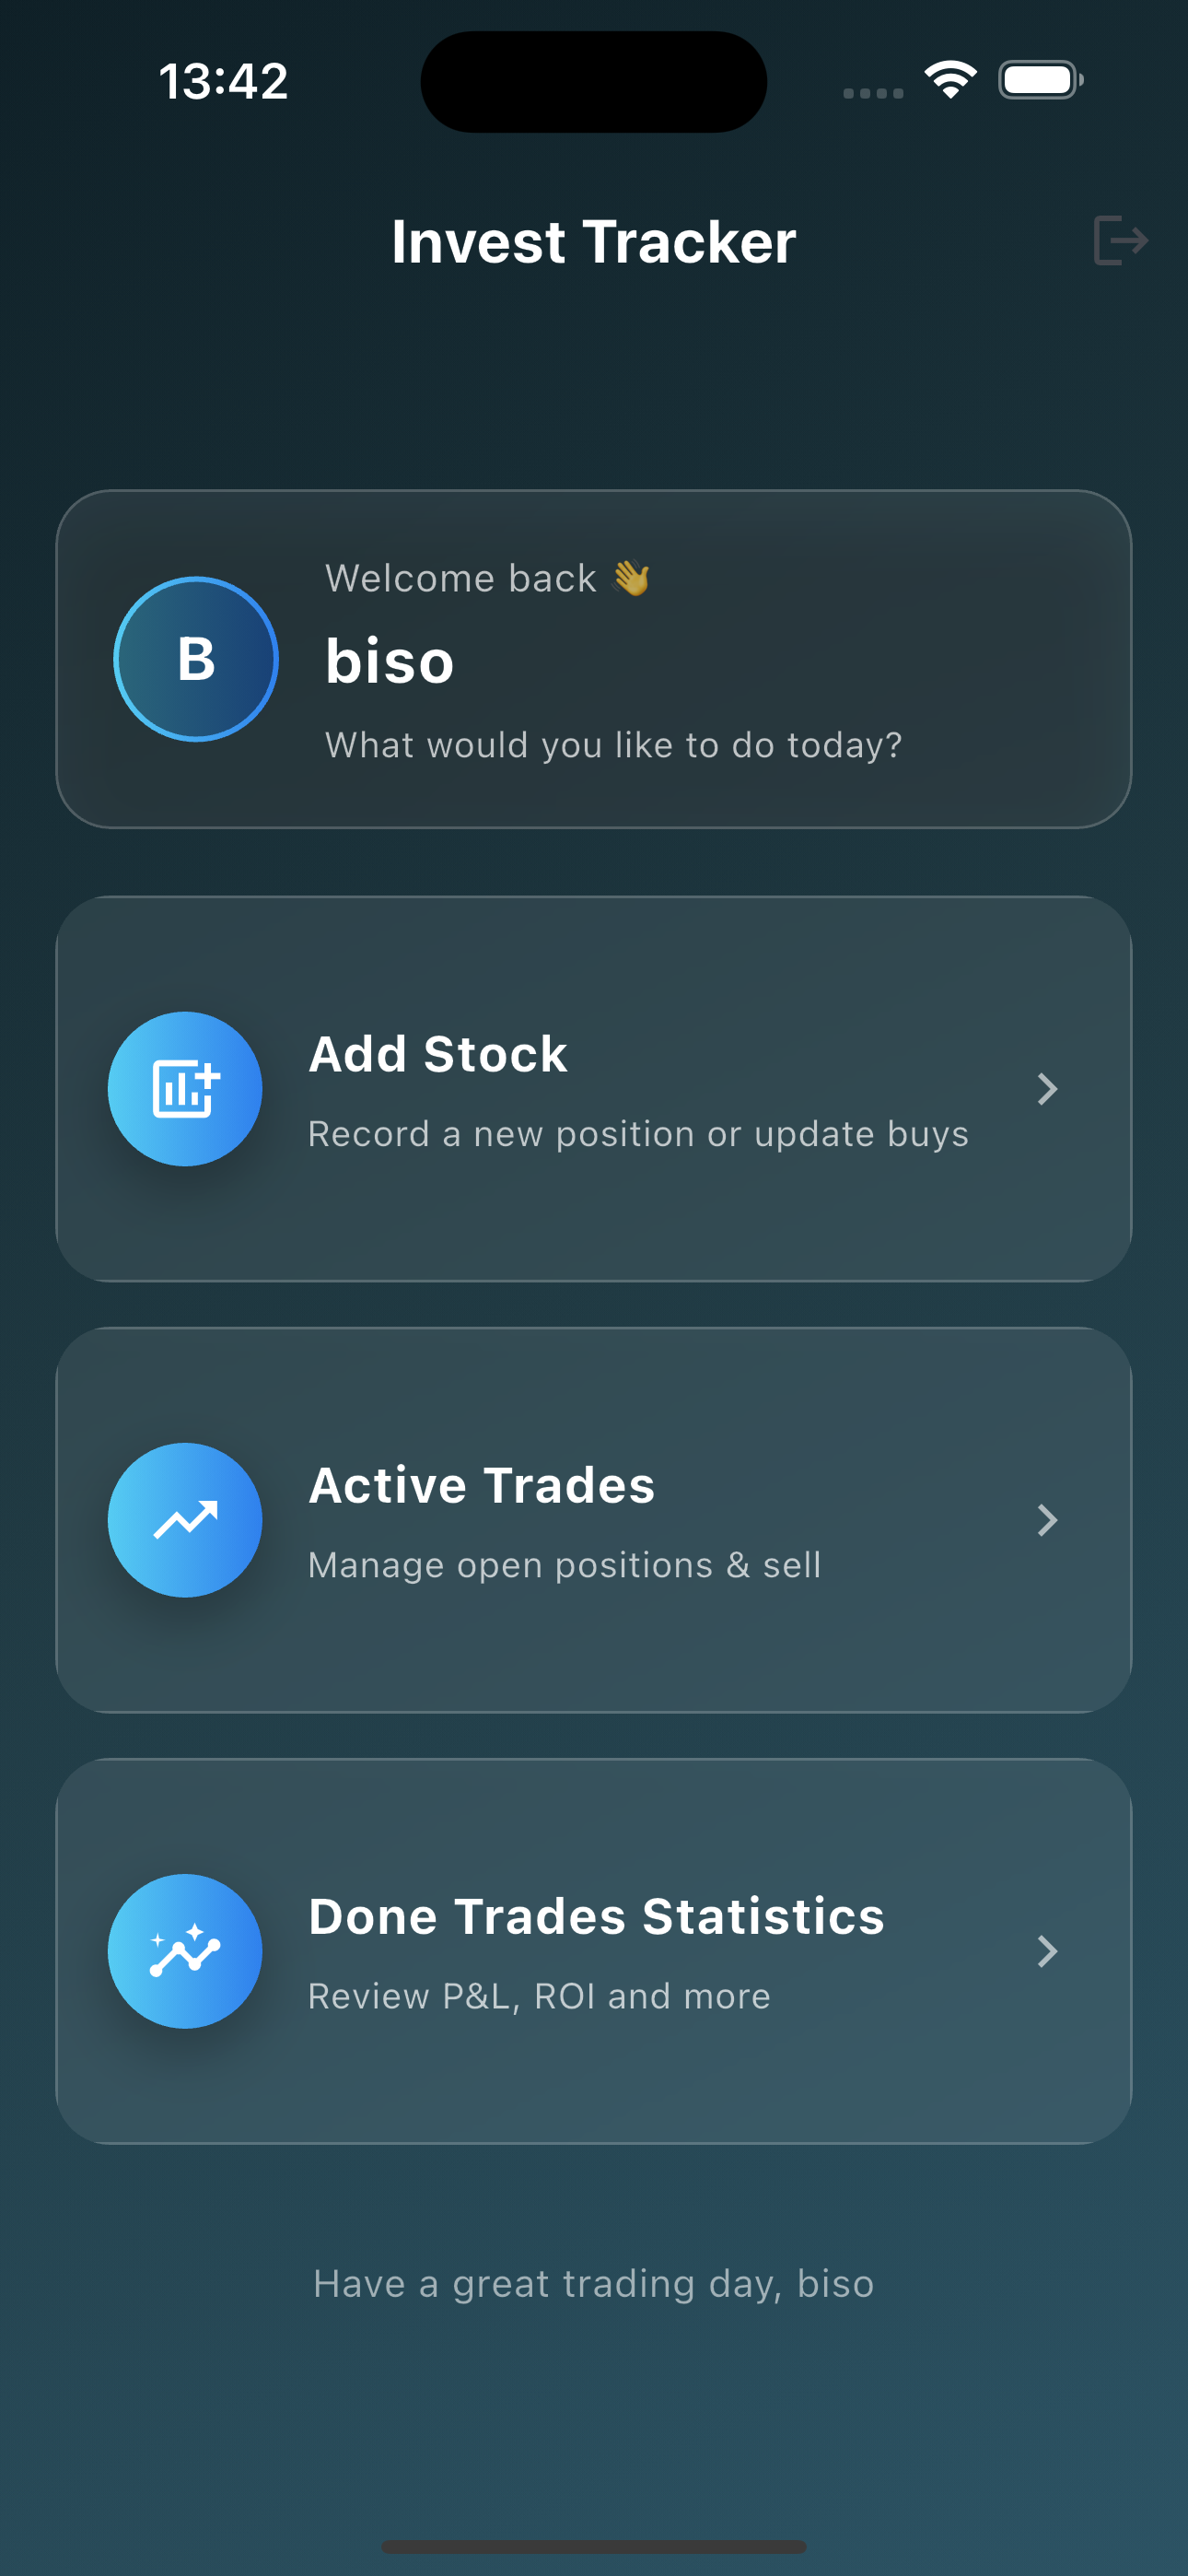 13:42
Invest Tracker
Welcome back 👋
B
biso
What would you like to do today?
Add Stock
Record a new position or update buys
Active Trades
Manage open positions & sell
Done Trades Statistics
Review P&L, ROI and more
Have a great trading day, biso